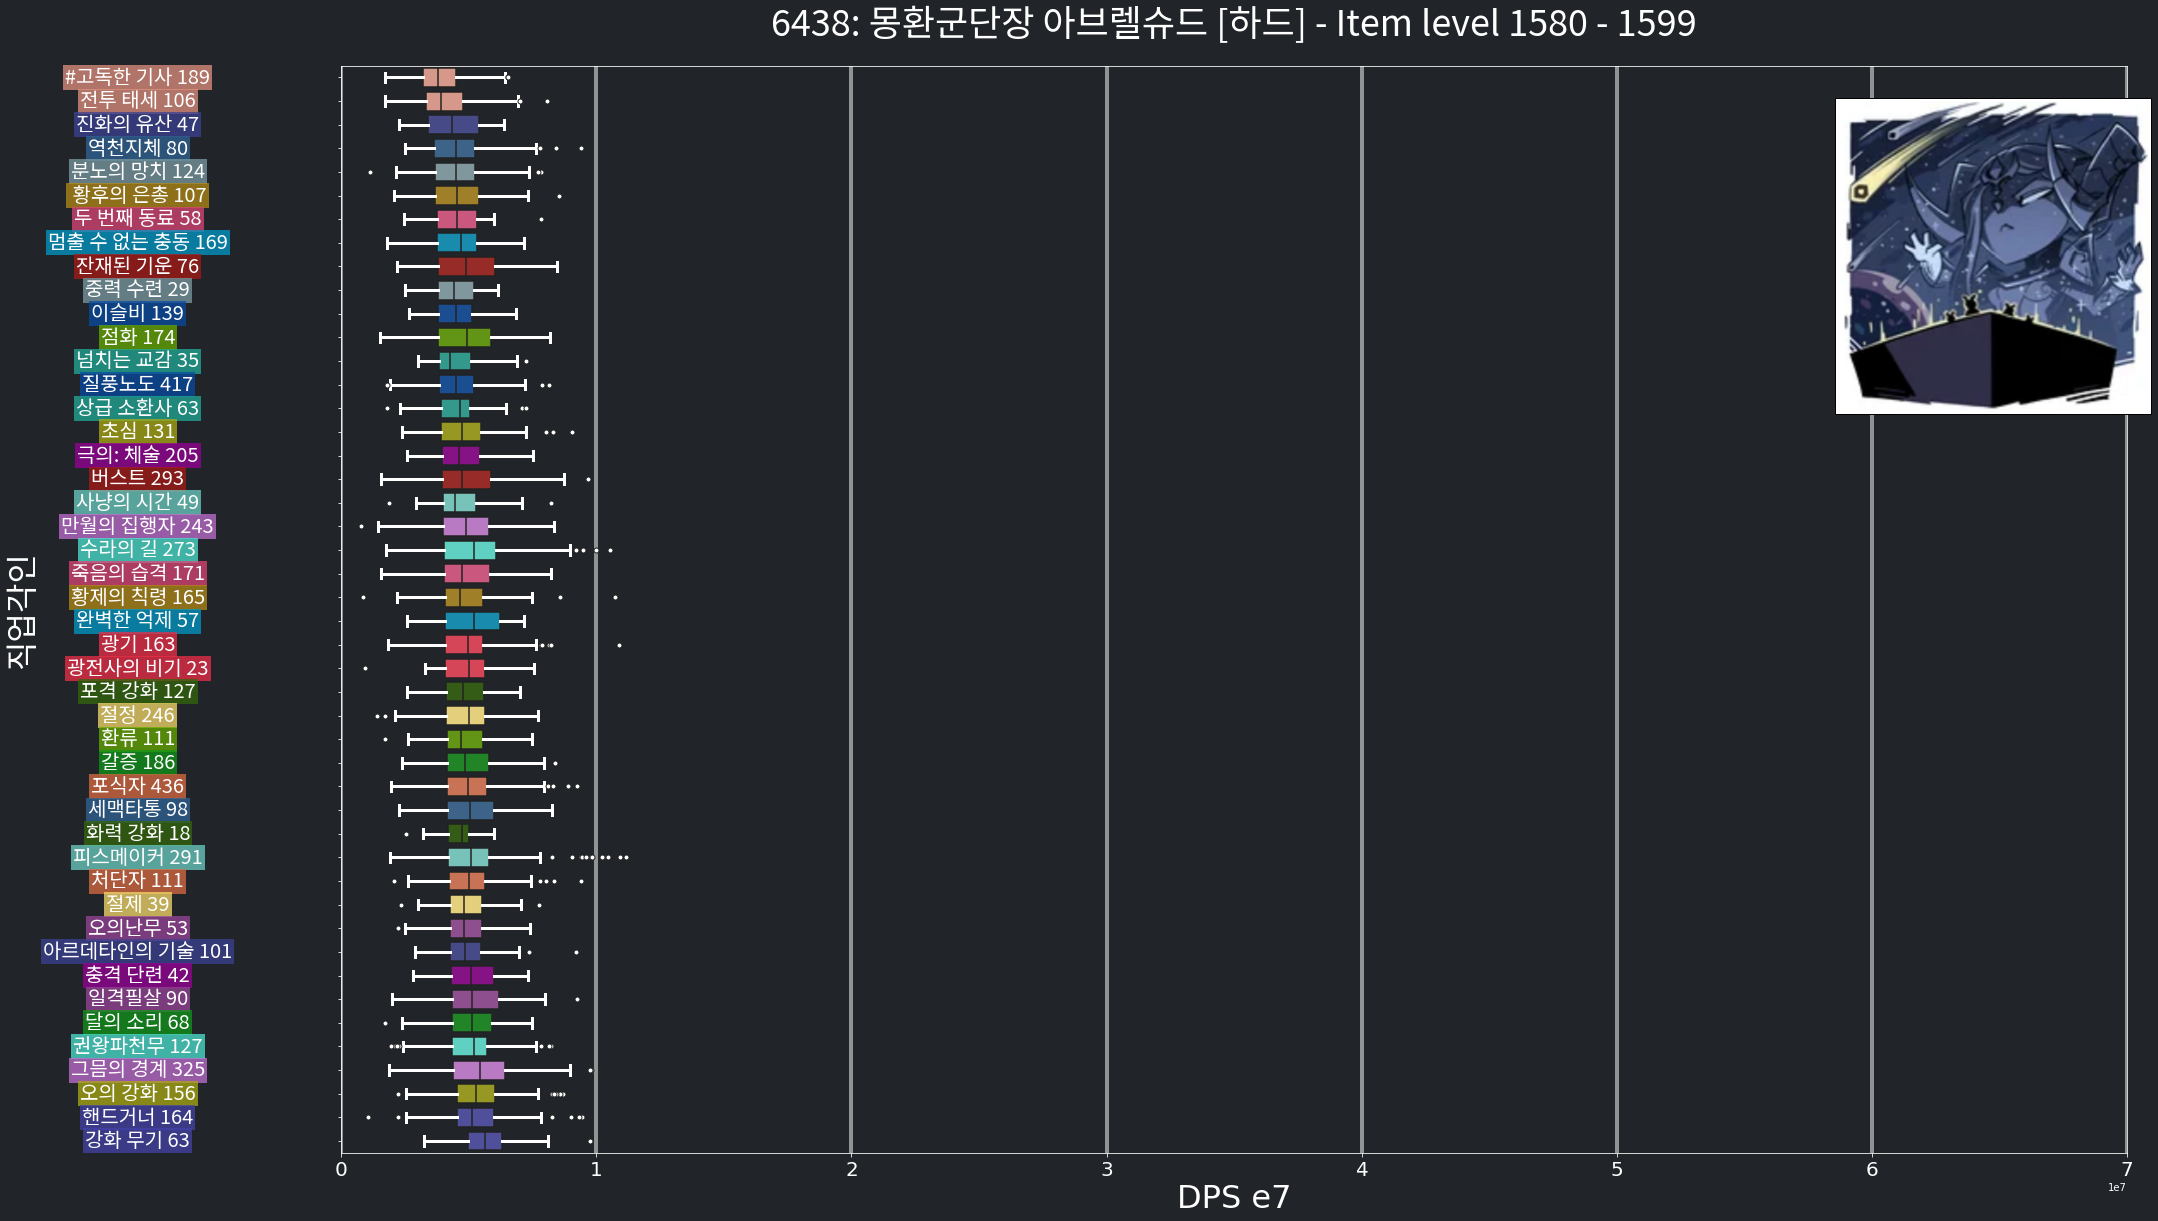 6438: 몽환군단장 아브렐슈드 [하드] - Item level 1580 - 1599
#고독한 기사 189
전투 태세 106
진화의 유산 47
역천지체 80
분노의 망치 124
황후의 은총 107
두 번째 동료 58
멈출 수 없는 충동 169
잔재된 기운 76
중력 수련 29
이슬비 139
점화 174
넘치는 교감 35
질풍노도 417
상급 소환사 63
초심 131
극의: 체술 205
버스트 293
사냥의 시간 49
만월의 집행자 243
수라의 길 273
죽음의 습격 171
황제의 칙령 165
완벽한 억제 57
광기 163
광전사의 비기 23
포격 강화 127
절정 246
환류 111
갈증 186
포식자 436
세맥타통 98
화력 강화 18
피스메이커 291
처단자 111
절제 39
오의난무 53
아르데타인의 기술 101
충격 단련 42
일격필살 90
달의 소리 68
권왕파천무 127
그믐의 경계 325
오의 강화 156
핸드거너 164
강화 무기 63
직업각인
0 1 2 3 4 5 6 7
1e7
DPS e7